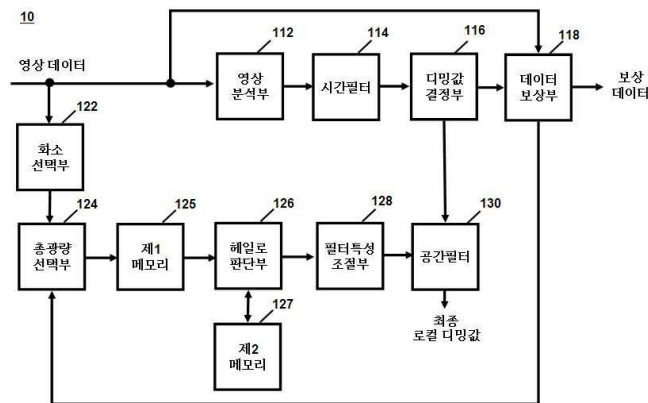 10
영상 데이터
112
영상
분석부
114
시간필터
116
디밍값
결정부
118
데이터
보상부
보상
데이터
122
화소
선택부
124
총광량
선택부
125
제1
메모리
126
헤일로
판단부
128
필터특성
조절부
130
공간필터
127
제2
메모리
최종
로컬 디밍값